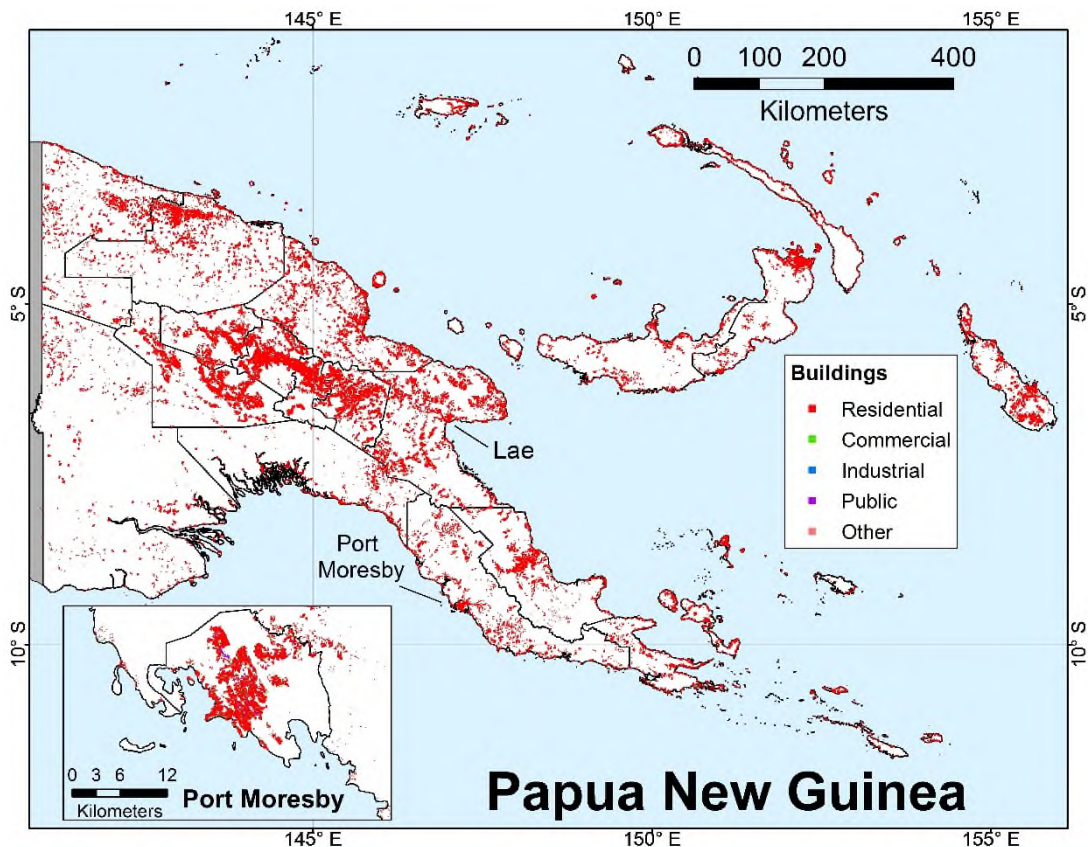 145° E
150° E
155° E
0 100 200 400
Kilometers
5° S
5° S
Buildings
Residential
Commercial
Industrial
Public
Other
Lae
Port
Moresby
10° S
10° S
0 3 6 12
Kilometers
Port Moresby
Papua New Guinea
145° E
150° E
155° E